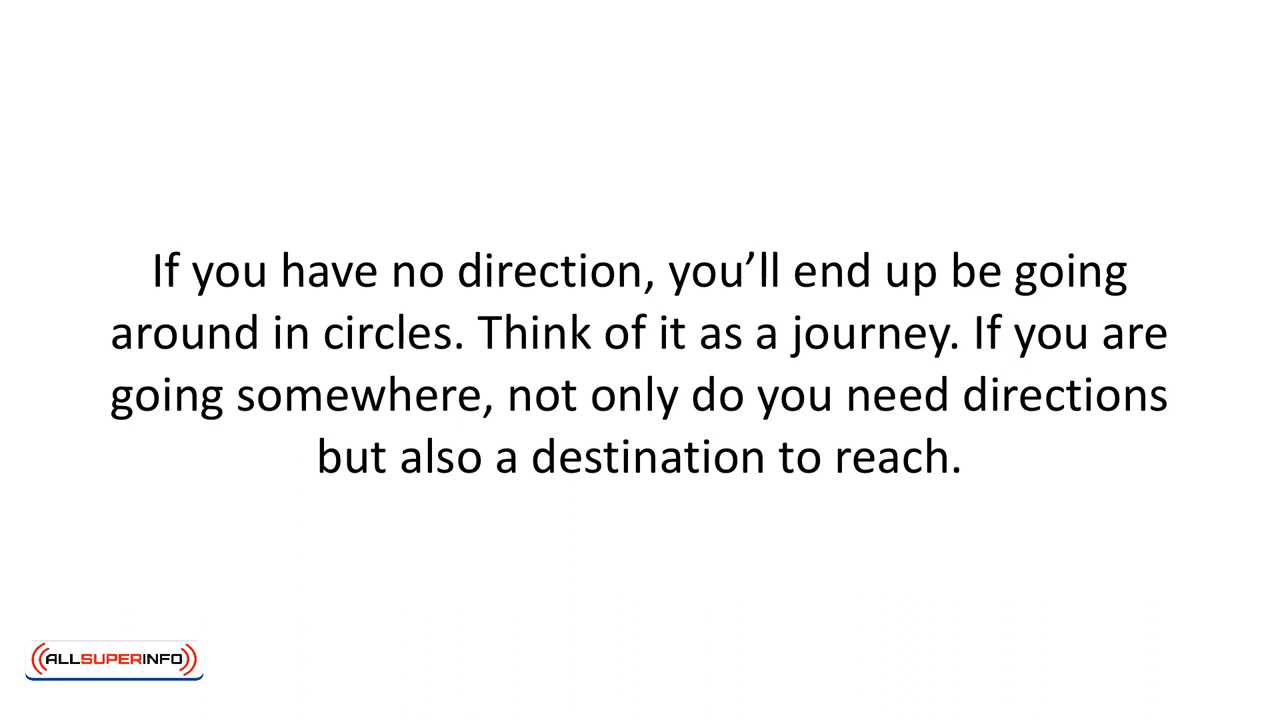 If you have no direction, you’ll end up be going
around in circles. Think of it as a journey. If you are
going somewhere, not only do you need directions
but also a destination to reach.
ALLSUPERINFO